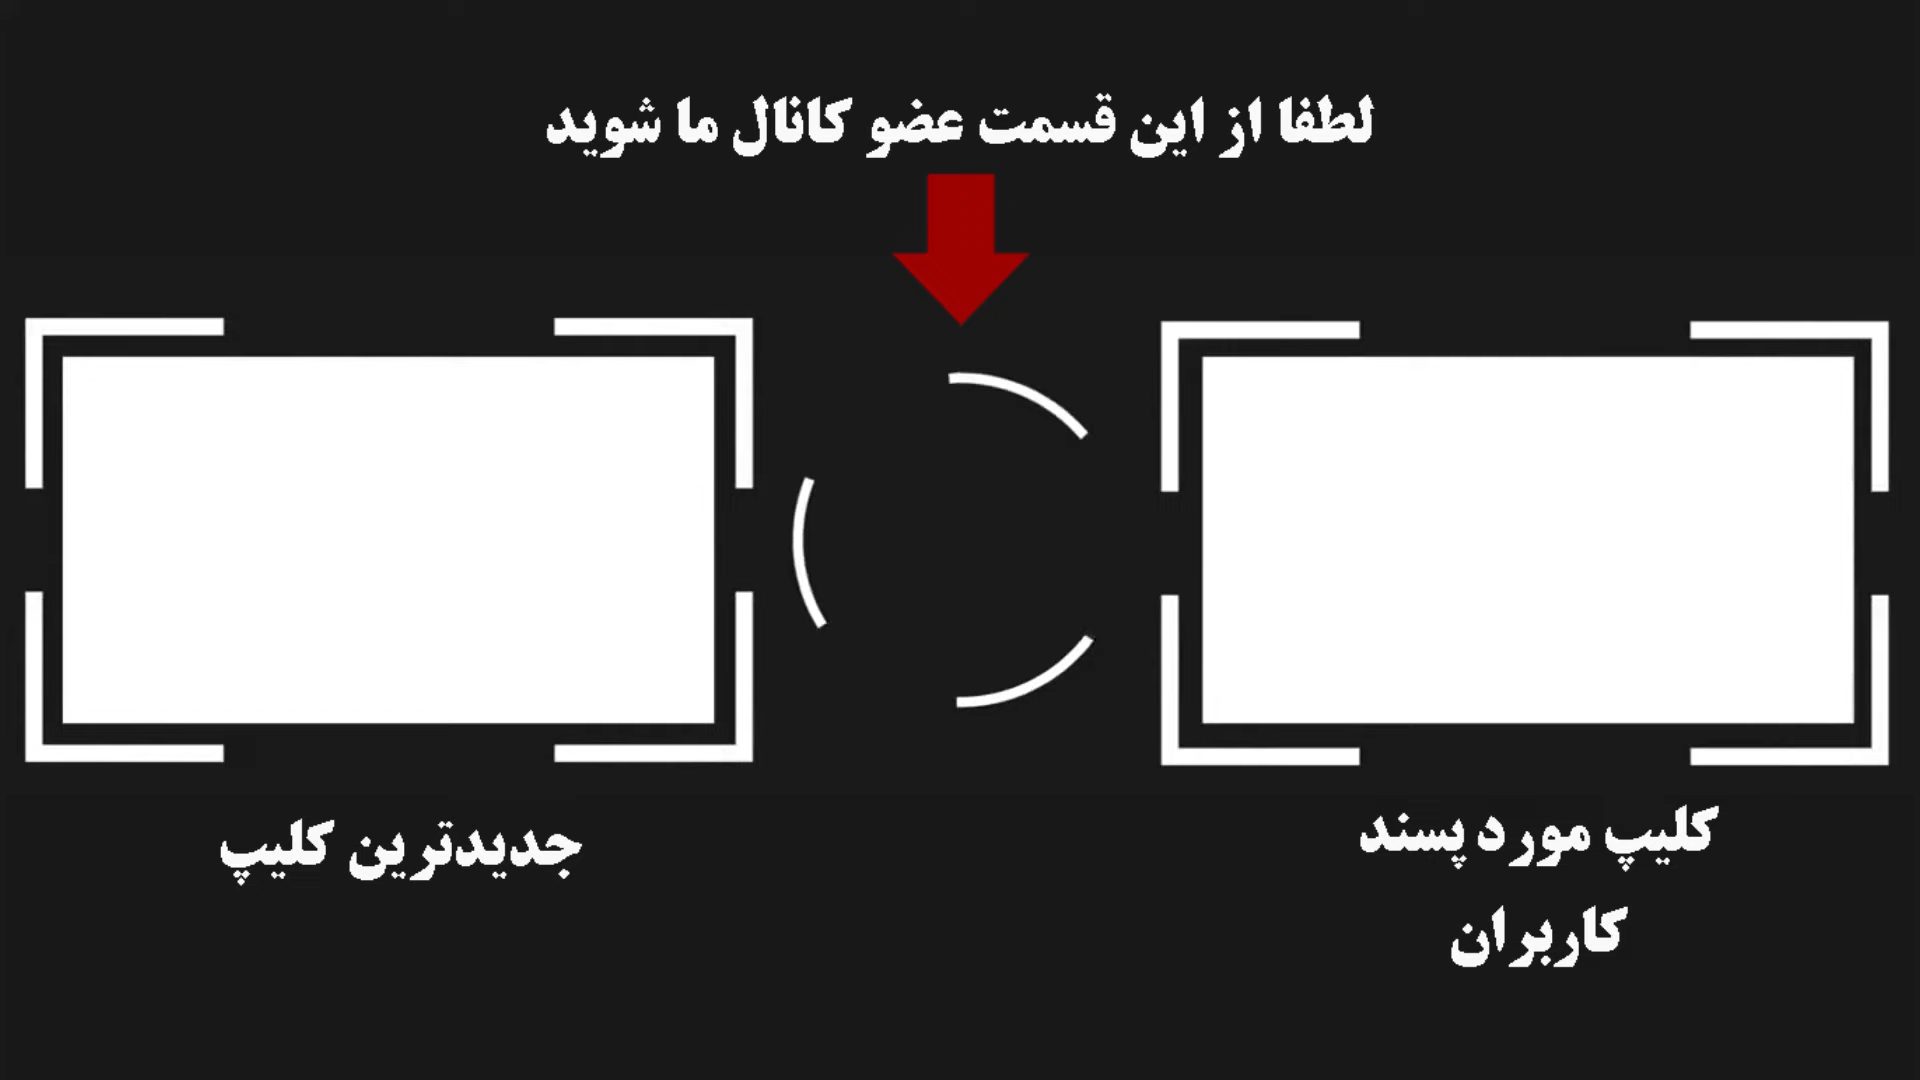 لطفا از این قسمت عضو کانال ما شوید
کلیپ مورد پسند
کاربران
جدیدترین کلیپ